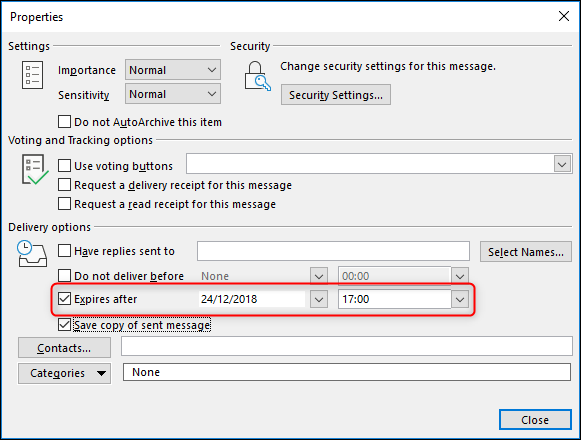 Properties
Settings
Security
Importance Normal
Change security settings for this message.
Sensitivity Normal
Security Settings...
Do not AutoArchive this item
Voting and Tracking options
Use voting buttons
Request a delivery receipt for this message
Request a read receipt for this message
Delivery options
Have replies sent to
Select Names...
Do not deliver before None 00:00
Expires after 24/12/2018 17:00
Save copy of sent message
Contacts...
Categories None
Close